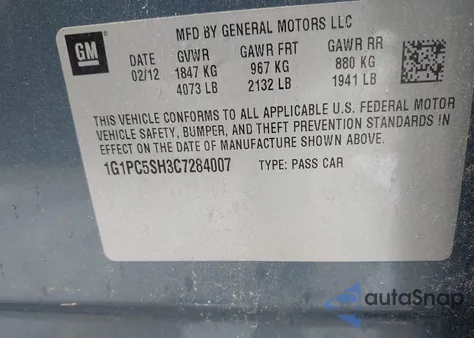 MFD BY GENERAL MOTORS LLC
GM
DATE GVWR GAWR FRT GAWR RR
02/12 1847 KG 967 KG 880 KG
4073 LB 2132 LB 1941 LB
THIS VEHICLE CONFORMS TO ALL APPLICABLE U.S. FEDERAL MOTOR
VEHICLE SAFETY, BUMPER, AND THEFT PREVENTION STANDARDS IN
EFFECT ON THE DATE OF MANUFACTURE SHOWN ABOVE.
1G1PC5SH3C7284007 TYPE: PASS CAR
autaSnap